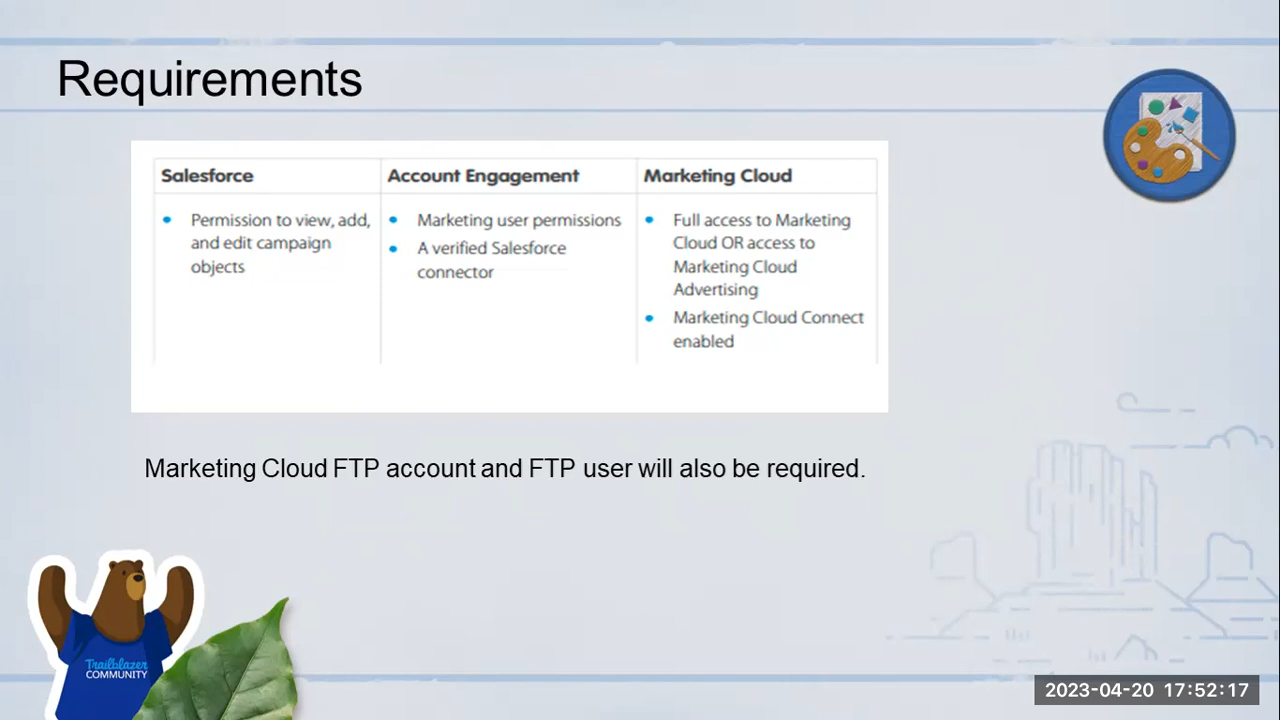 Requirements
Salesforce
Permission to view, add,
and edit campaign
objects
Account Engagement
Marketing user permissions
A verified Salesforce
connector
Marketing Cloud
Full access to Marketing
Cloud OR access to
Marketing Cloud
Advertising
Marketing Cloud Connect
enabled
Marketing Cloud FTP account and FTP user will also be required.
Trailblazer
COMMUNITY
2023-04-20 17:52:17